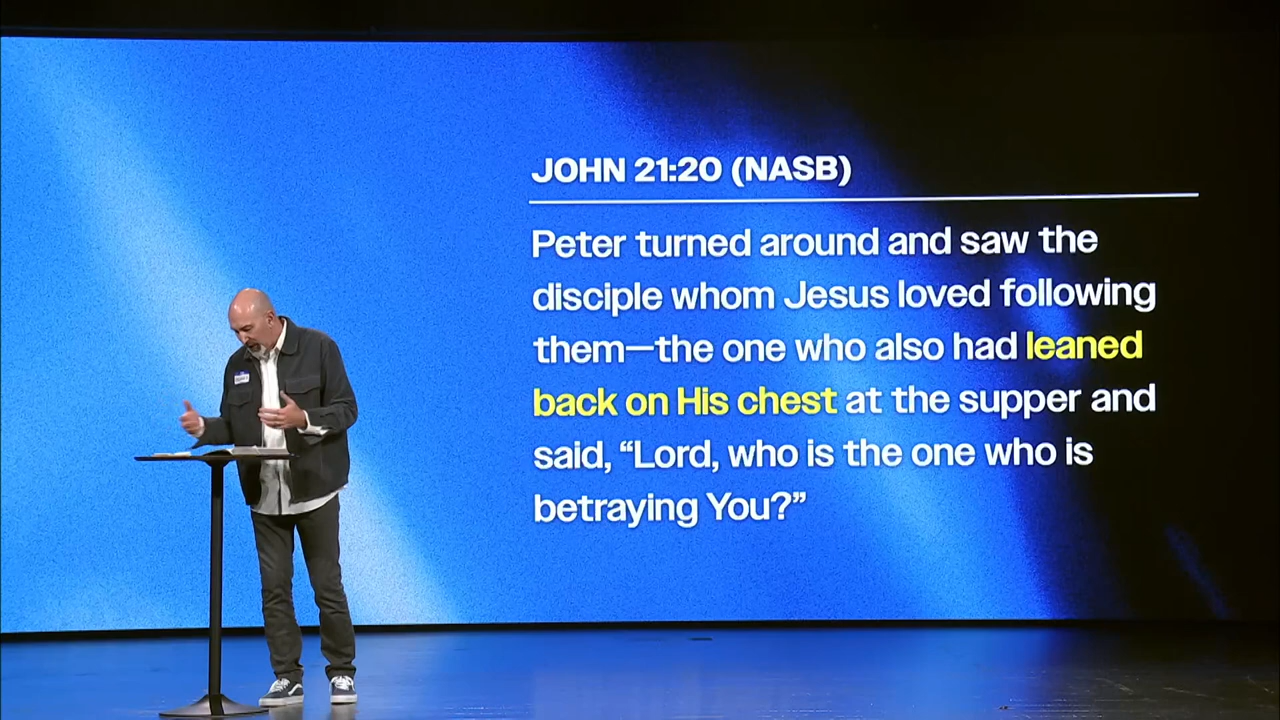 JOHN 21:20 (NASB)
Peter turned around and saw the
disciple whom Jesus loved following
them—the one who also had leaned
back on His chest at the supper and
said, “Lord, who is the one who is
betraying You?”